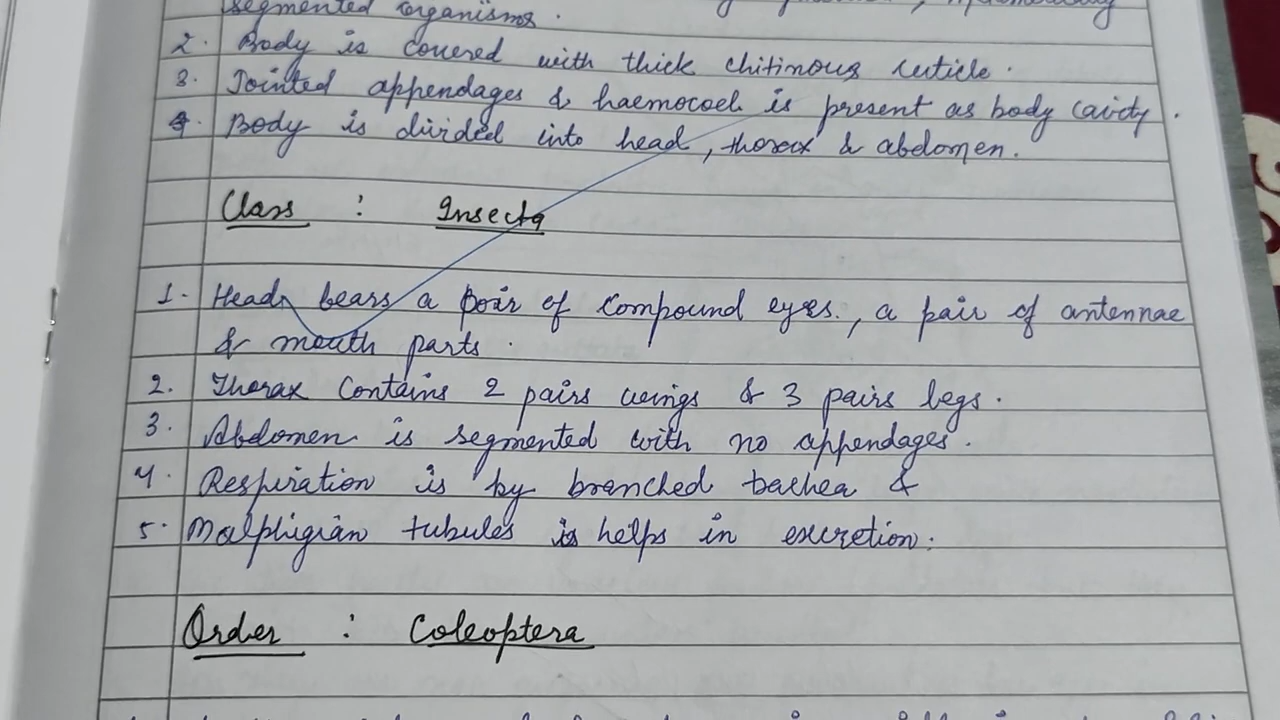 segmented organisms.
2. Body is covered with thick chitinous cuticle.
3. Jointed appendages & haemocoel is present as body cavity.
4. Body is divided into head, thorax & abdomen.
Class : Insecta
1. Head bears a pair of compound eyes, a pair of antennae
& mouth parts.
2. Thorax contains 2 pairs wings & 3 pairs legs.
3. Abdomen is segmented with no appendages.
4. Respiration is by branched trachea &
5. Malphigian tubules is helps in excretion.
Order : Coleoptera